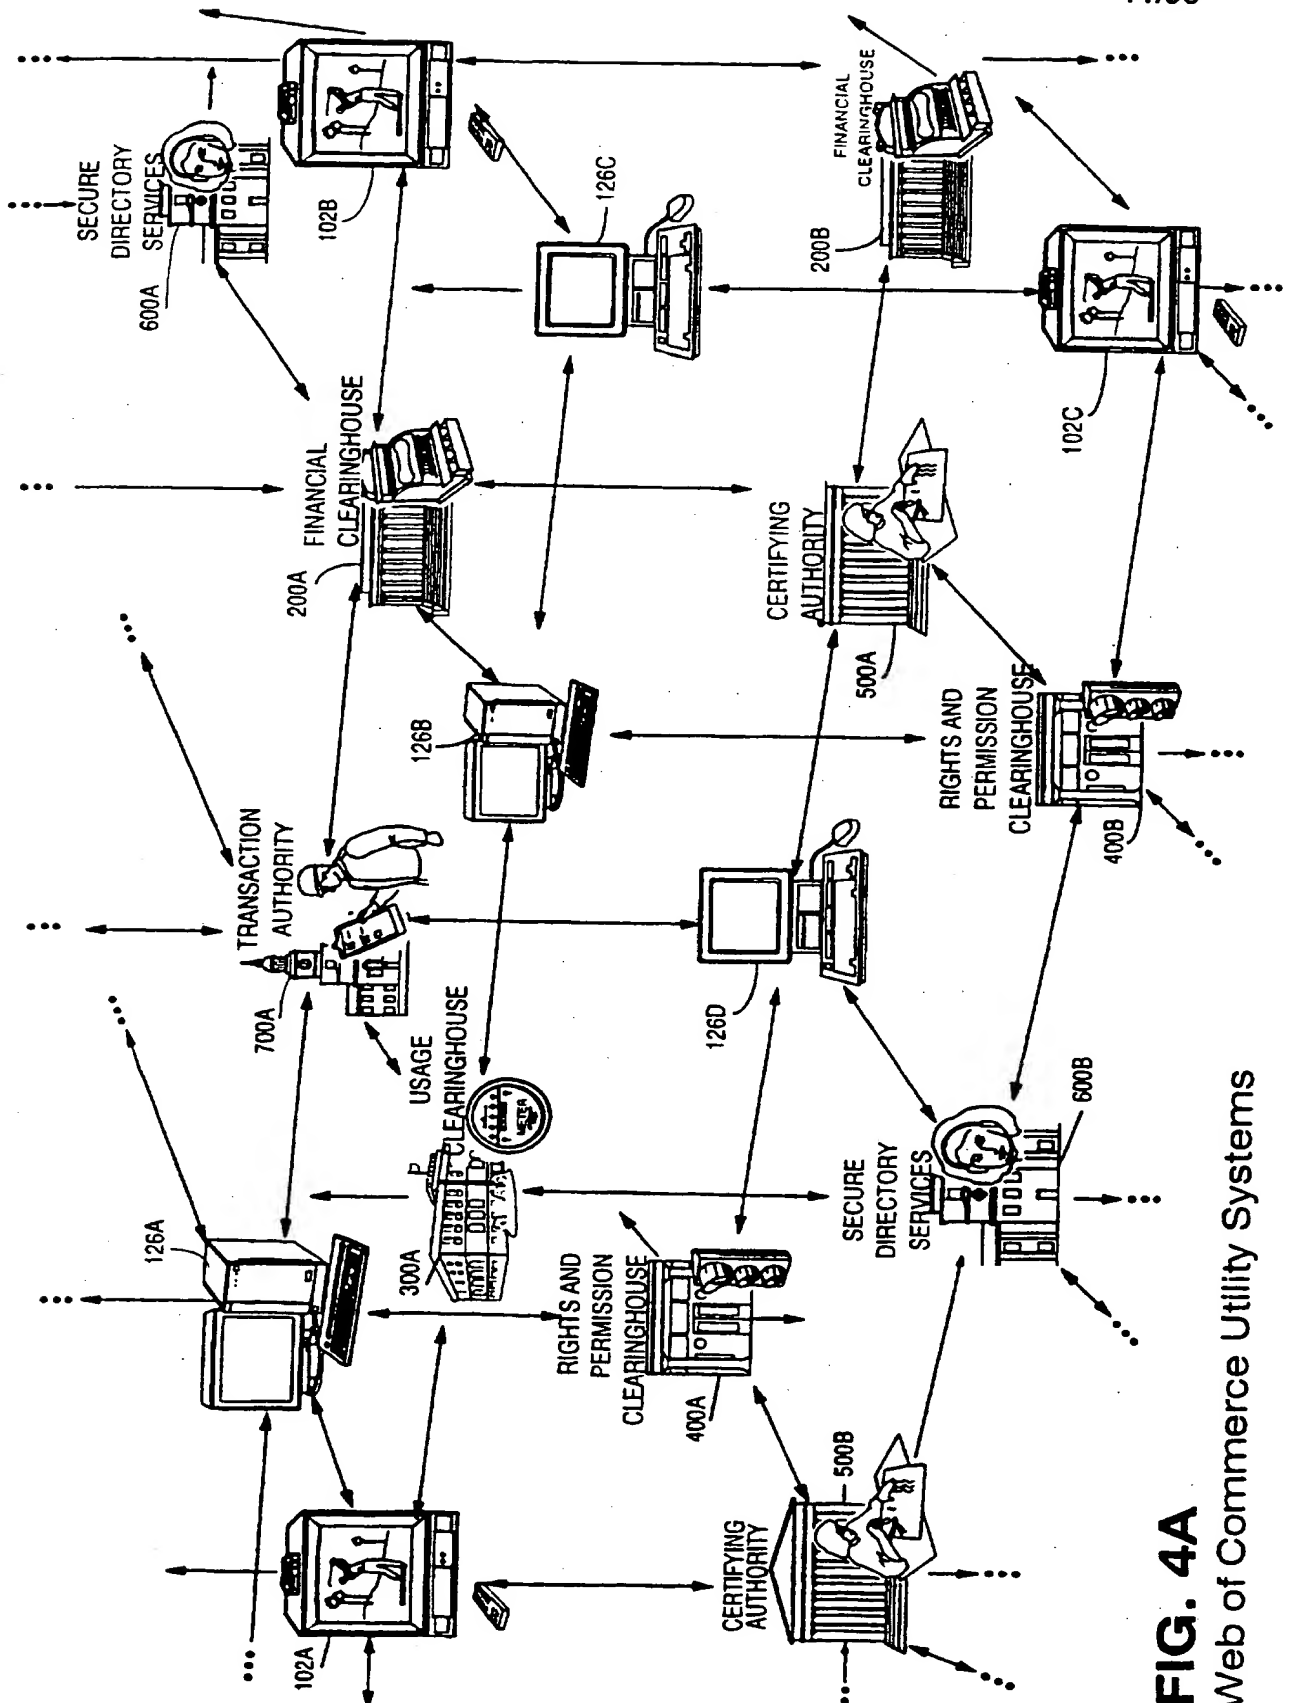 SECURE
DIRECTORY
SERVICES
600A
102B
126C
FINANCIAL
CLEARINGHOUSE
200B
102C
FINANCIAL
CLEARINGHOUSE
200A
126B
CERTIFYING
AUTHORITY
500A
RIGHTS AND
PERMISSION
CLEARINGHOUSE
400B
TRANSACTION
AUTHORITY
700A
USAGE
CLEARINGHOUSE
METER
300A
126D
SECURE
DIRECTORY
SERVICES
600B
126A
RIGHTS AND
PERMISSION
CLEARINGHOUSE
400A
102A
CERTIFYING
AUTHORITY
500B
FIG. 4A
Web of Commerce Utility Systems